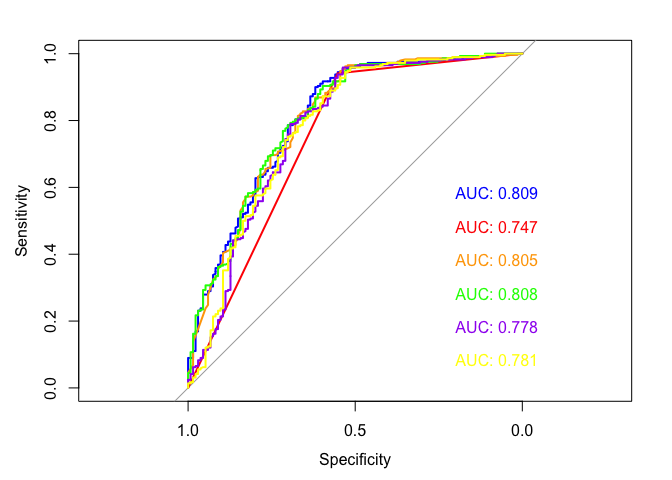 1.0
0.8
0.6
0.4
0.2
0.0
Sensitivity
AUC: 0.809
AUC: 0.747
AUC: 0.805
AUC: 0.808
AUC: 0.778
AUC: 0.781
1.0 0.5 0.0
Specificity